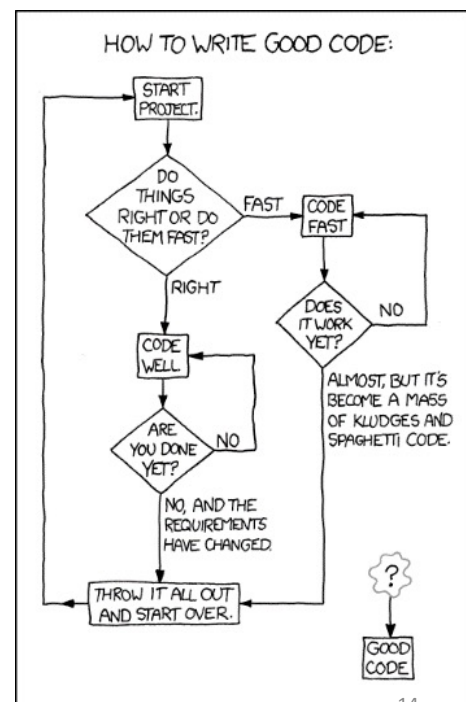 HOW TO WRITE GOOD CODE:
START
PROJECT.
DO
THINGS
RIGHT OR DO
THEM FAST?
FAST
CODE
FAST
RIGHT
DOES
IT WORK
YET?
NO
CODE
WELL
ALMOST, BUT IT'S
BECOME A MASS
OF KLUDGES AND
SPAGHETTI CODE.
ARE
YOU DONE
YET?
NO
NO, AND THE
REQUIREMENTS
HAVE CHANGED.
THROW IT ALL OUT
AND START OVER.
?
GOOD
CODE